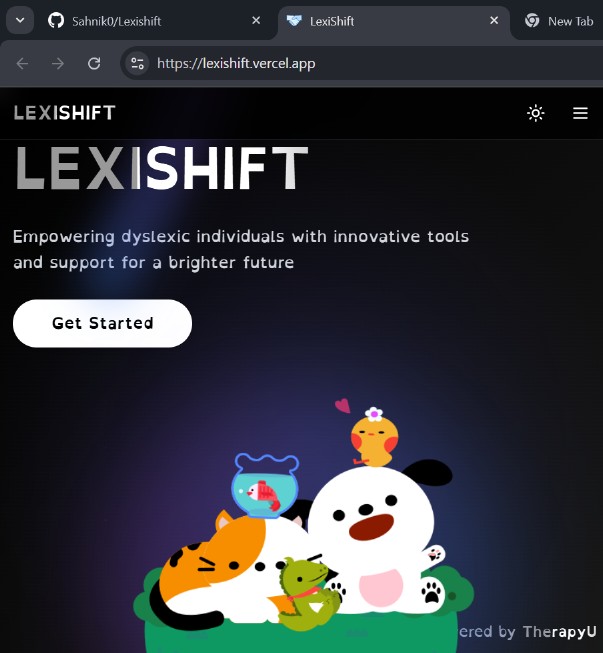 Sahnik0/Lexishift
LexiShift
New Tab
https://lexishift.vercel.app
LEXISHIFT
LEXISHIFT
Empowering dyslexic individuals with innovative tools
and support for a brighter future
Get Started
ered by TherapyU